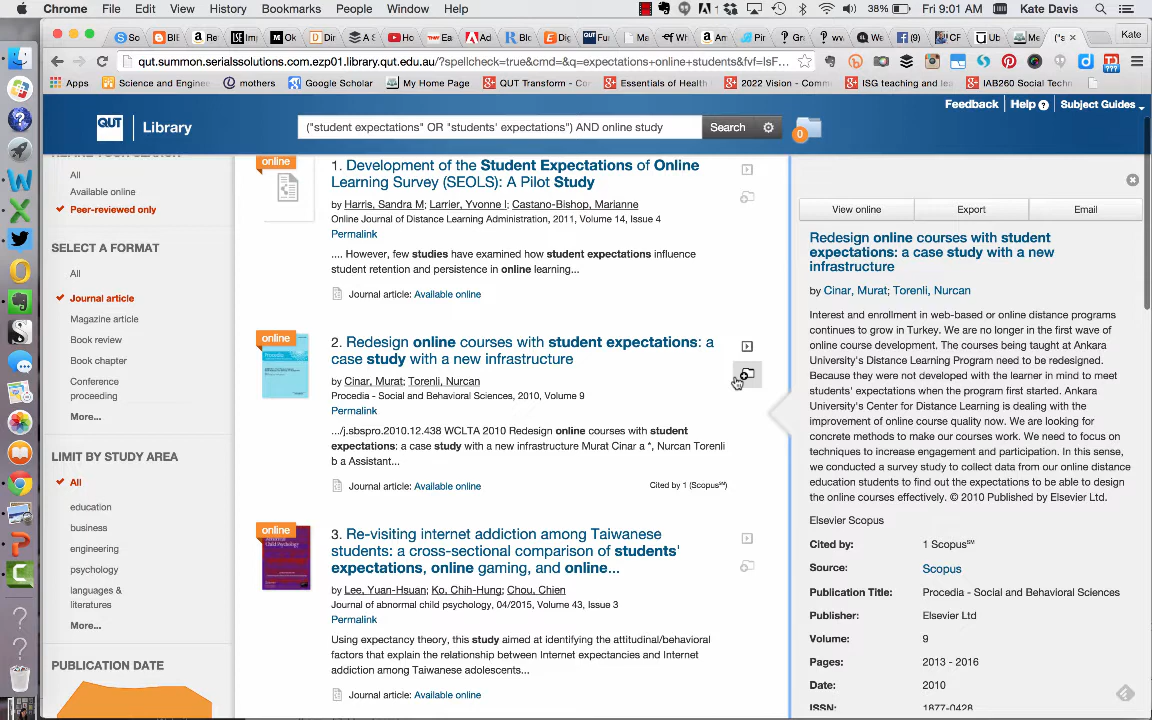 Chrome File Edit View History Bookmarks People Window Help
38% Fri 9:01 AM Kate Davis
Kate
qut.summon.serialssolutions.com.ezp01.library.qut.edu.au/?spellcheck=true&cmd=&q=expectations+online+students&fvf=IsF...
Apps Science and Engine mothers Google Scholar My Home Page QUT Transform - Con Essentials of Health 2022 Vision - Comm ISG teaching and lea IAB260 Social Techn
QUT Library
("student expectations" OR "students' expectations") AND online study
Search
0
Feedback Help Subject Guides
REFINE YOUR SEARCH
All
Available online
Peer-reviewed only
SELECT A FORMAT
All
Journal article
Magazine article
Book review
Book chapter
Conference
proceeding
More...
LIMIT BY STUDY AREA
All
education
business
engineering
psychology
languages &
literatures
More...
PUBLICATION DATE
online
1. Development of the Student Expectations of Online
Learning Survey (SEOLS): A Pilot Study
by Harris, Sandra M; Larrier, Yvonne I; Castano-Bishop, Marianne
Online Journal of Distance Learning Administration, 2011, Volume 14, Issue 4
Permalink
.... However, few studies have examined how student expectations influence
student retention and persistence in online learning...
Journal article: Available online
online
2. Redesign online courses with student expectations: a
case study with a new infrastructure
by Cinar, Murat; Torenli, Nurcan
Procedia - Social and Behavioral Sciences, 2010, Volume 9
Permalink
.../j.sbspro.2010.12.438 WCLTA 2010 Redesign online courses with student
expectations: a case study with a new infrastructure Murat Cinar a *, Nurcan Torenli
b a Assistant...
Journal article: Available online
Cited by 1 (Scopus℠)
online
3. Re-visiting internet addiction among Taiwanese
students: a cross-sectional comparison of students'
expectations, online gaming, and online...
by Lee, Yuan-Hsuan; Ko, Chih-Hung; Chou, Chien
Journal of abnormal child psychology, 04/2015, Volume 43, Issue 3
Permalink
Using expectancy theory, this study aimed at identifying the attitudinal/behavioral
factors that explain the relationship between Internet expectancies and Internet
addiction among Taiwanese adolescents...
Journal article: Available online
View online Export Email
Redesign online courses with student
expectations: a case study with a new
infrastructure
by Cinar, Murat; Torenli, Nurcan
Interest and enrollment in web-based or online distance programs
continues to grow in Turkey. We are no longer in the first wave of
online course development. The courses being taught at Ankara
University's Distance Learning Program need to be redesigned.
Because they were not developed with the learner in mind to meet
students' expectations when the program first started. Ankara
University's Center for Distance Learning is dealing with the
improvement of online course quality now. We are looking for
concrete methods to make our courses work. We need to focus on
techniques to increase engagement and participation. In this sense,
we conducted a survey study to collect data from our online distance
education students to find out the expectations to be able to design
the online courses effectively. © 2010 Published by Elsevier Ltd.
Elsevier Scopus
Cited by: 1 Scopus℠
Source: Scopus
Publication Title: Procedia - Social and Behavioral Sciences
Publisher: Elsevier Ltd
Volume: 9
Pages: 2013 - 2016
Date: 2010
ISSN: 1877-0428